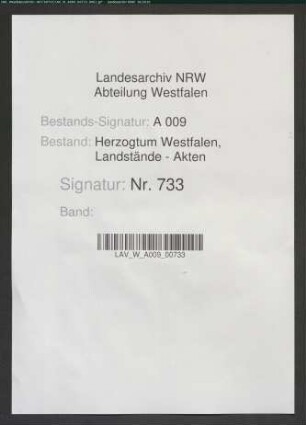 Landesarchiv NRW
Abteilung Westfalen
Bestands-Signatur: A 009
Bestand: Herzogtum Westfalen,
Landstände - Akten
Signatur: Nr. 733
Band:
LAV_W_A009_00733